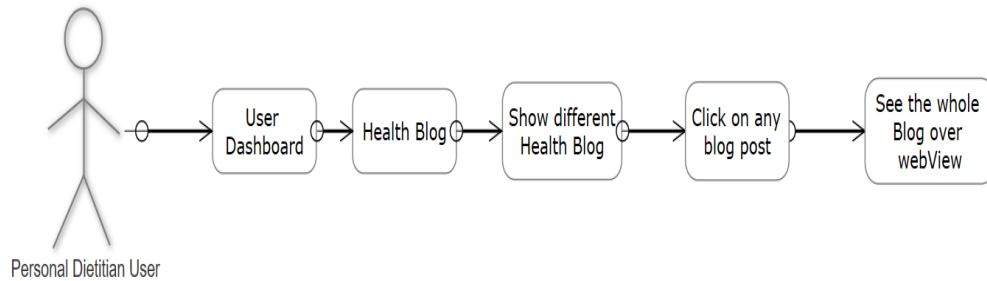 User
Dashboard
Health Blog
Show different
Health Blog
Click on any
blog post
See the whole
Blog over
webView
Personal Dietitian User